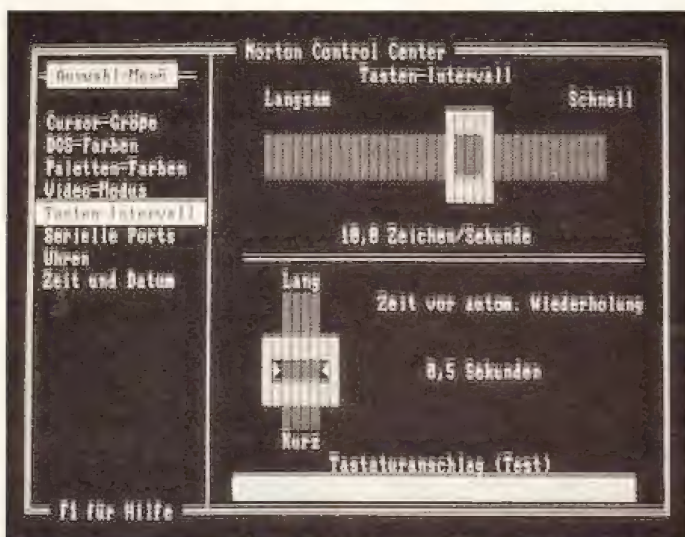 Norton Control Center
Auswahl-Menü
Cursor-Größe
DOS-Farben
Paletten-Farben
Video-Modus
Tasten-Intervall
Serielle Ports
Uhren
Zeit und Datum
F1 für Hilfe
Tasten-Intervall
Langsam
Schnell
Zeichen/Sekunde
Lang
Zeit vor autom. Wiederholung
0,5 Sekunden
Kurz
Tastaturanschlag (Test)